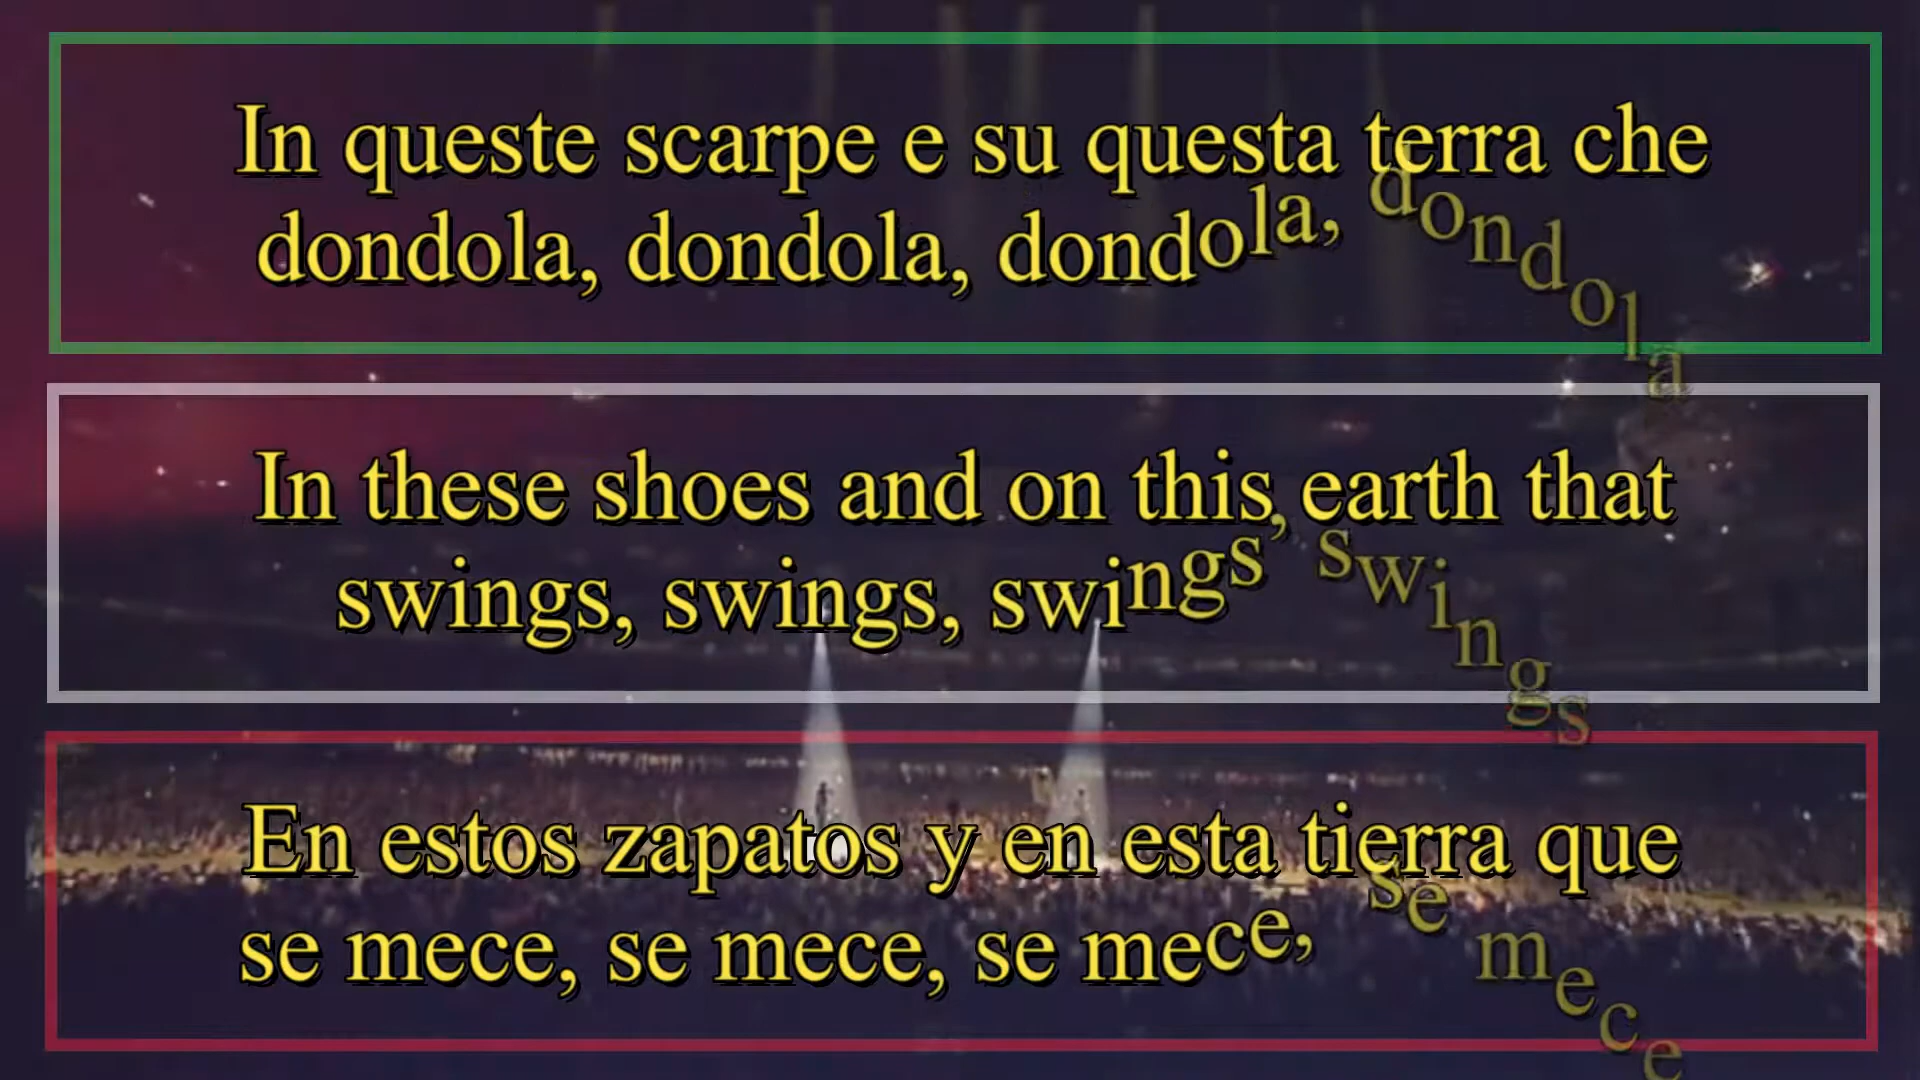 In queste scarpe e su questa terra che
dondola, dondola, dondola, dondola
In these shoes and on this earth that
swings, swings, swings, swings
En estos zapatos y en esta tierra que
se mece, se mece, se mece, se mece